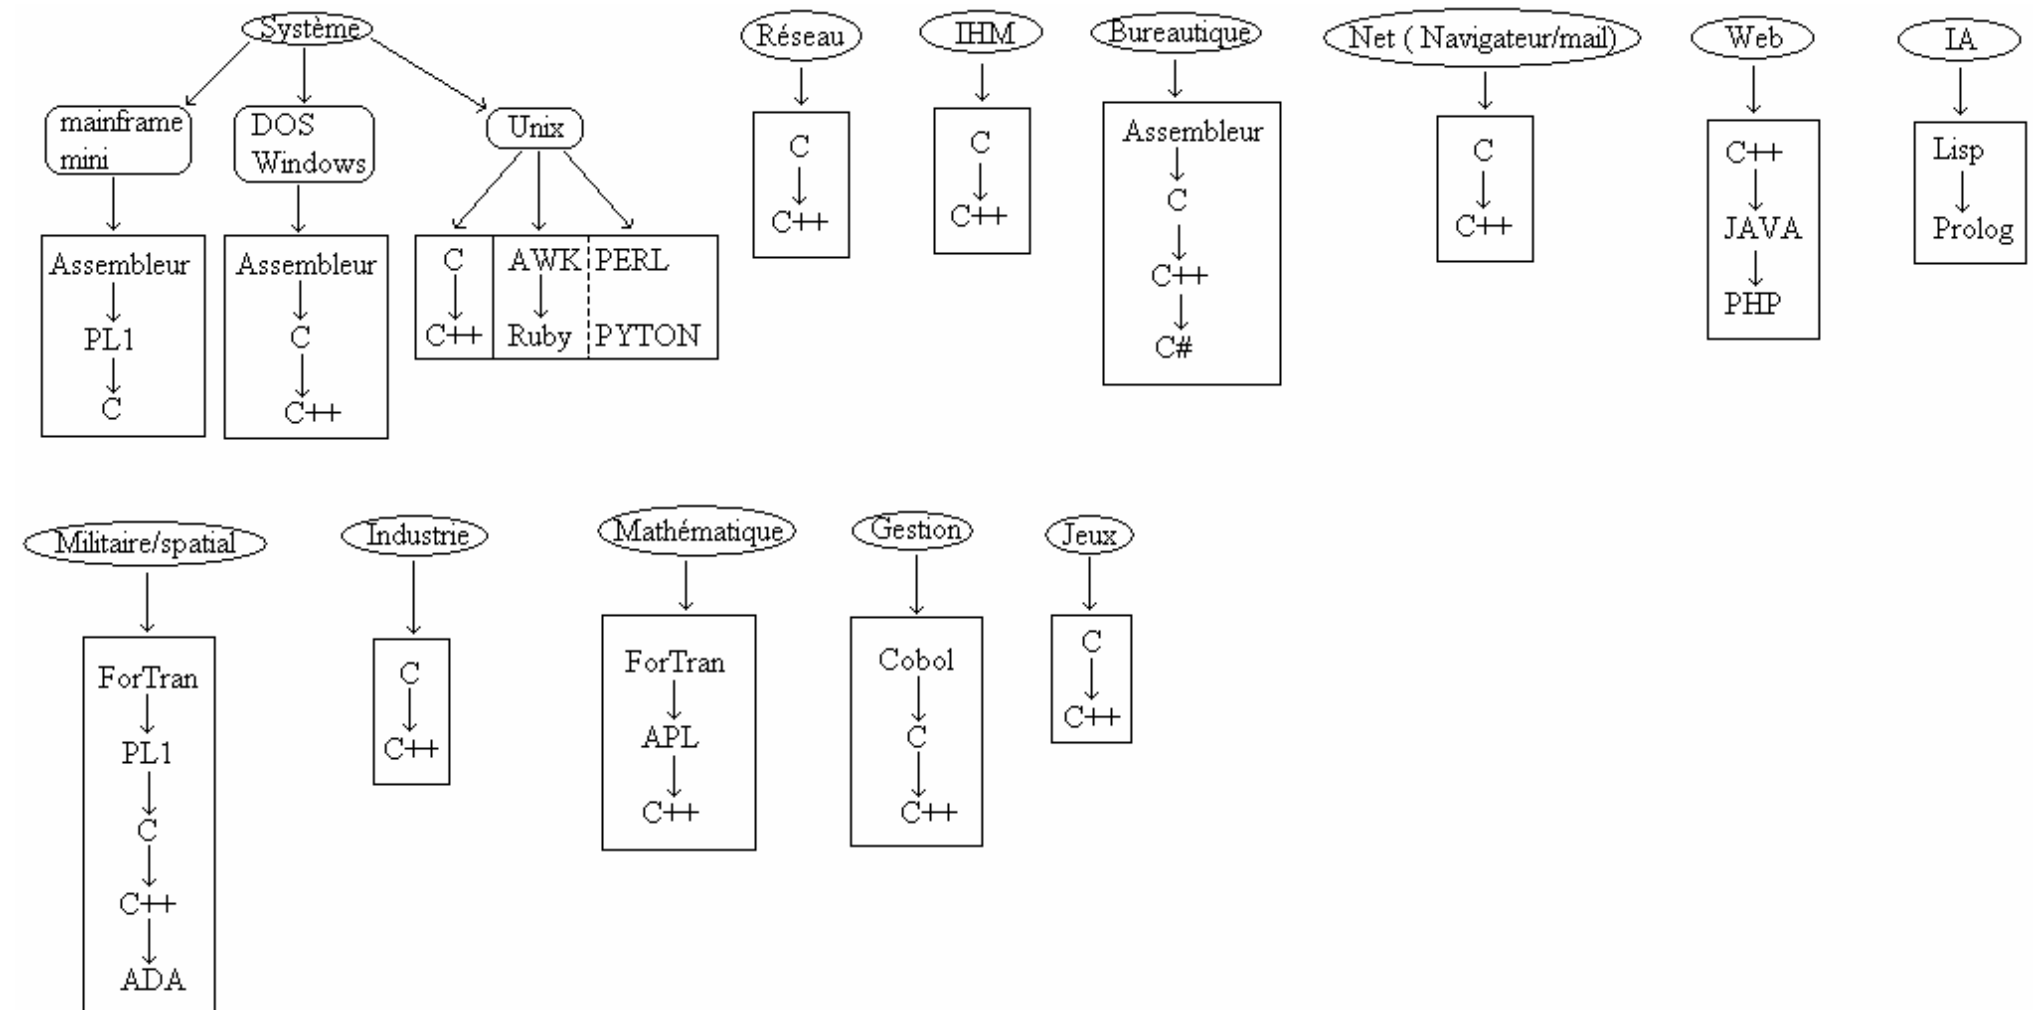 Système
mainframe
mini
Assembleur
PL1
C
DOS
Windows
Assembleur
C
C++
Unix
C
C++
AWK
Ruby
PERL
PYTON
Réseau
C
C++
IHM
C
C++
Bureautique
Assembleur
C
C++
C#
Net ( Navigateur/mail)
C
C++
Web
C++
JAVA
PHP
IA
Lisp
Prolog
Militaire/spatial
ForTran
PL1
C
C++
ADA
Industrie
C
C++
Mathématique
ForTran
APL
C++
Gestion
Cobol
C
C++
Jeux
C
C++